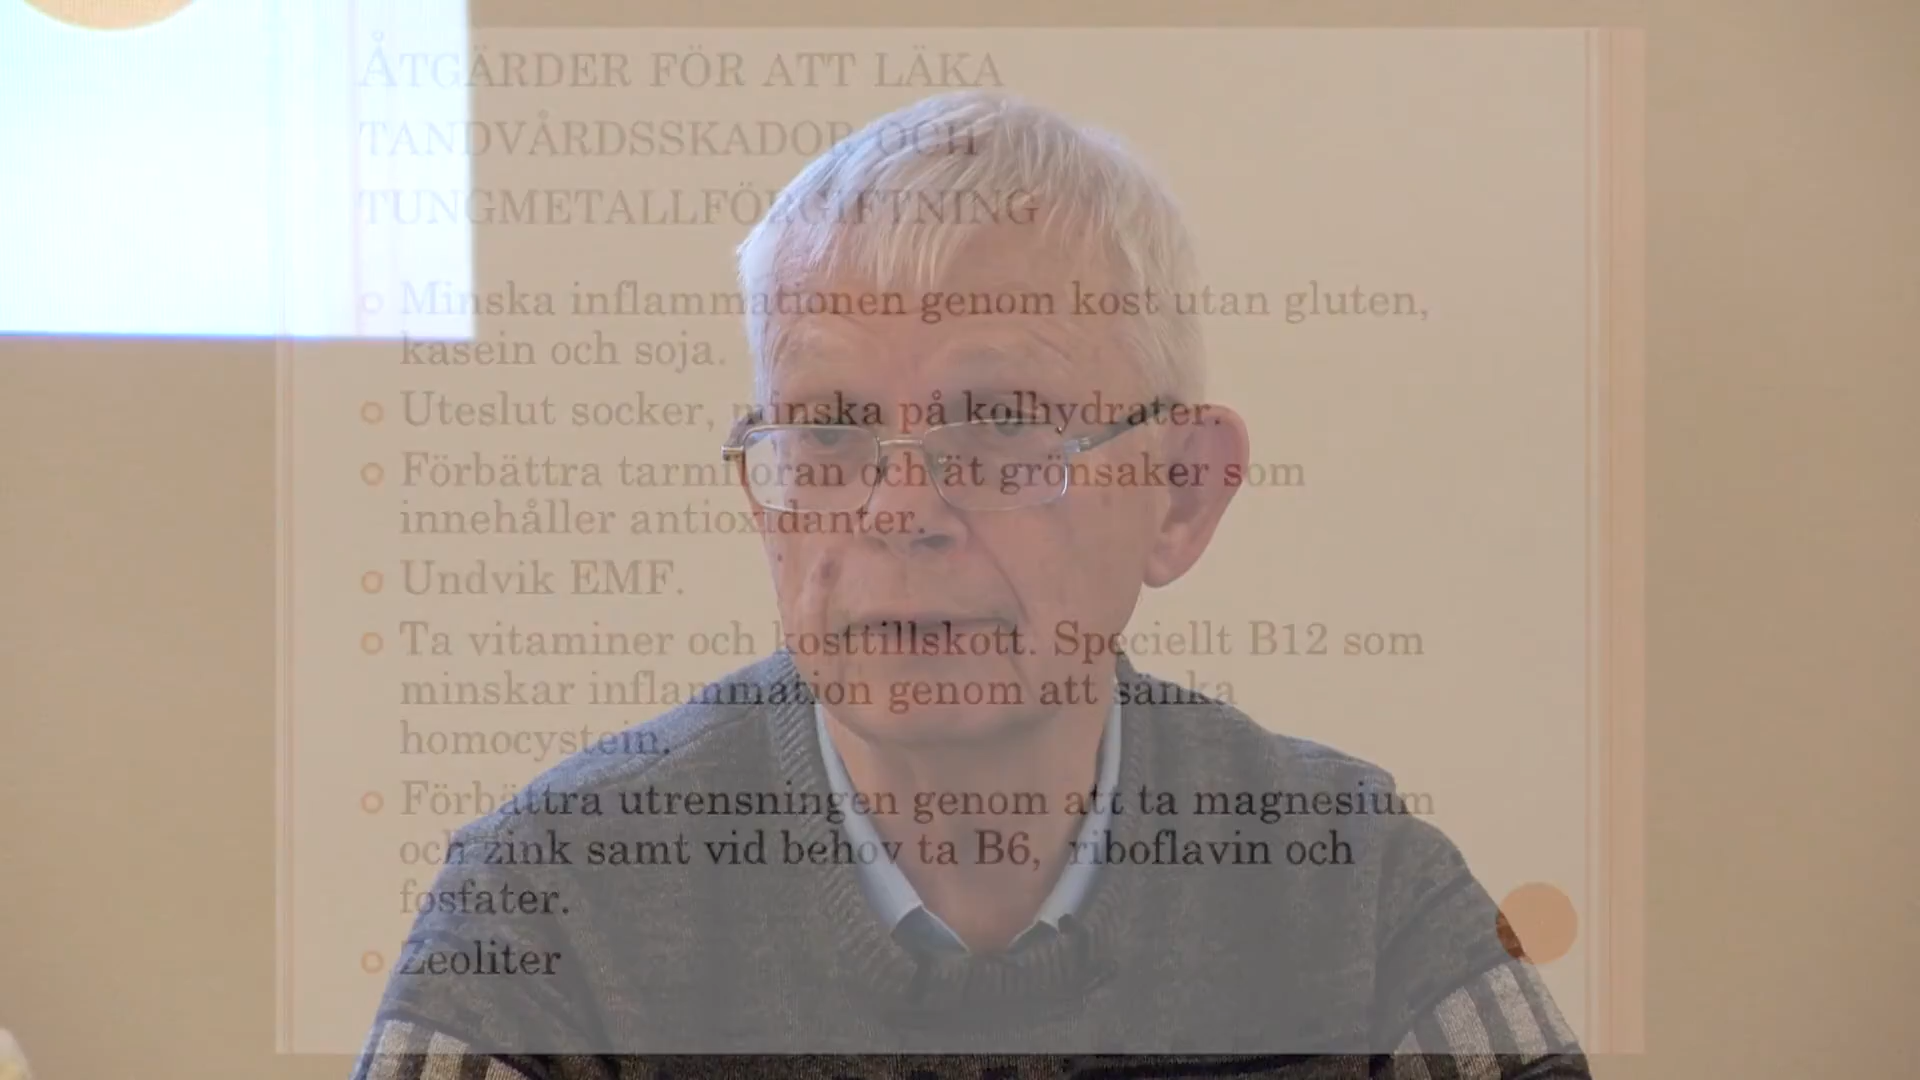 ÅTGÄRDER FÖR ATT LÄKA
TANDVÅRDSSKADOR OCH
TUNGMETALLFÖRGIFTNING
Minska inflammationen genom kost utan gluten,
kasein och soja.
Uteslut socker, minska på kolhydrater.
Förbättra tarmfloran och ät grönsaker som
innehåller antioxidanter.
Undvik EMF.
Ta vitaminer och kosttillskott. Speciellt B12 som
minskar inflammation genom att sänka
homocystein.
Förbättra utrensningen genom att ta magnesium
och zink samt vid behov ta B6, riboflavin och
fosfater.
Zeoliter